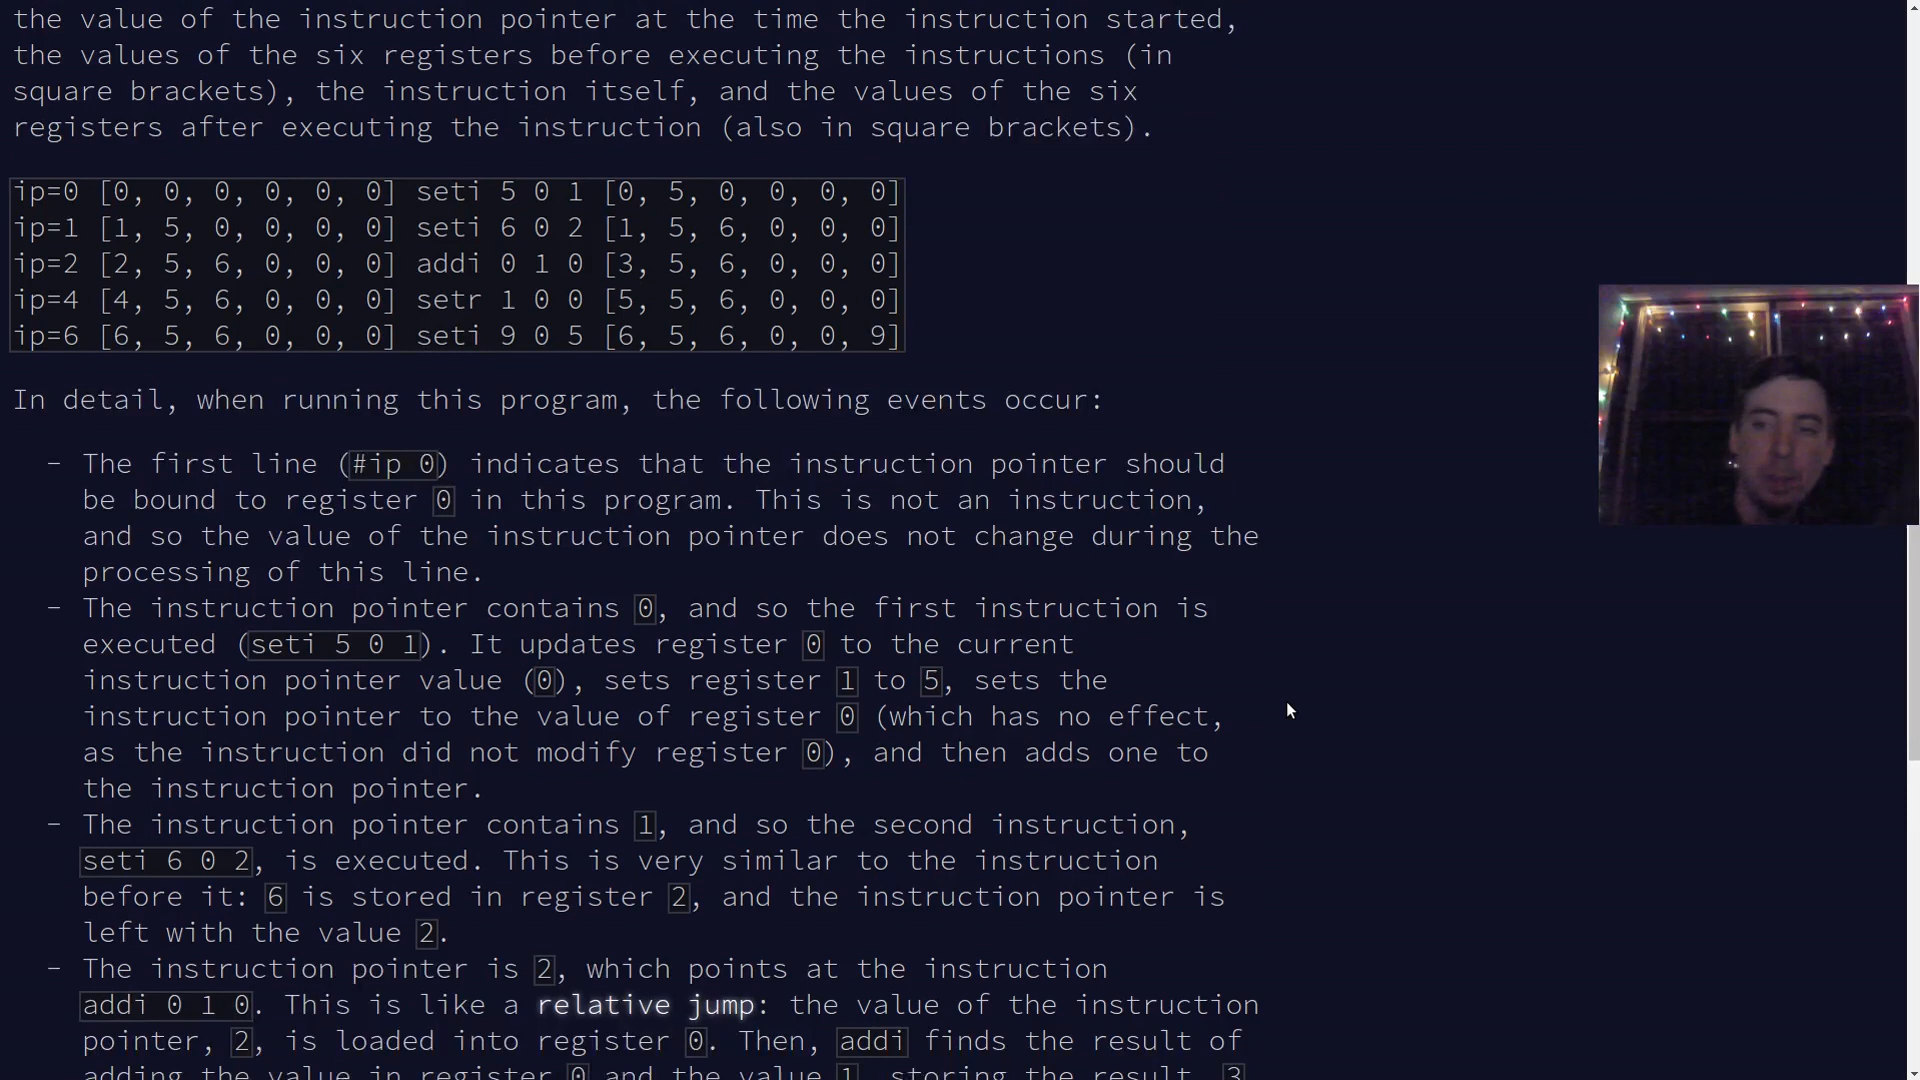 the value of the instruction pointer at the time the instruction started,
the values of the six registers before executing the instructions (in
square brackets), the instruction itself, and the values of the six
registers after executing the instruction (also in square brackets).
ip=0 [0, 0, 0, 0, 0, 0] seti 5 0 1 [0, 5, 0, 0, 0, 0]
ip=1 [1, 5, 0, 0, 0, 0] seti 6 0 2 [1, 5, 6, 0, 0, 0]
ip=2 [2, 5, 6, 0, 0, 0] addi 0 1 0 [3, 5, 6, 0, 0, 0]
ip=4 [4, 5, 6, 0, 0, 0] setr 1 0 0 [5, 5, 6, 0, 0, 0]
ip=6 [6, 5, 6, 0, 0, 0] seti 9 0 5 [6, 5, 6, 0, 0, 9]
In detail, when running this program, the following events occur:
- The first line (#ip 0) indicates that the instruction pointer should
be bound to register 0 in this program. This is not an instruction,
and so the value of the instruction pointer does not change during the
processing of this line.
- The instruction pointer contains 0, and so the first instruction is
executed (seti 5 0 1). It updates register 0 to the current
instruction pointer value (0), sets register 1 to 5, sets the
instruction pointer to the value of register 0 (which has no effect,
as the instruction did not modify register 0), and then adds one to
the instruction pointer.
- The instruction pointer contains 1, and so the second instruction,
seti 6 0 2, is executed. This is very similar to the instruction
before it: 6 is stored in register 2, and the instruction pointer is
left with the value 2.
- The instruction pointer is 2, which points at the instruction
addi 0 1 0. This is like a relative jump: the value of the instruction
pointer, 2, is loaded into register 0. Then, addi finds the result of
adding the value in register 0 and the value 1, storing the result, 3